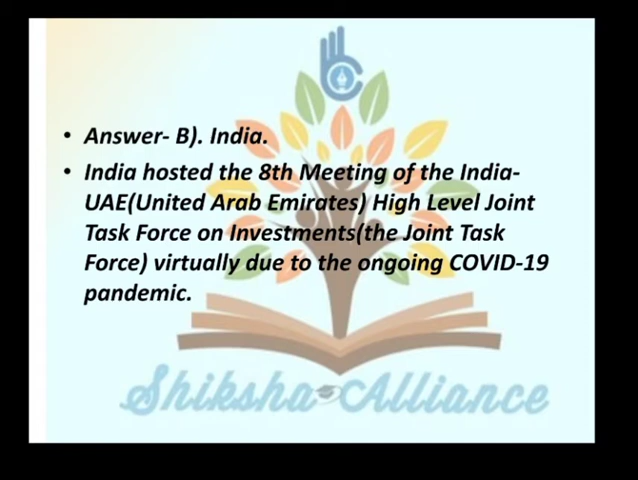 • Answer- B). India.
• India hosted the 8th Meeting of the India-
UAE(United Arab Emirates) High Level Joint
Task Force on Investments(the Joint Task
Force) virtually due to the ongoing COVID-19
pandemic.
Shiksha Alliance